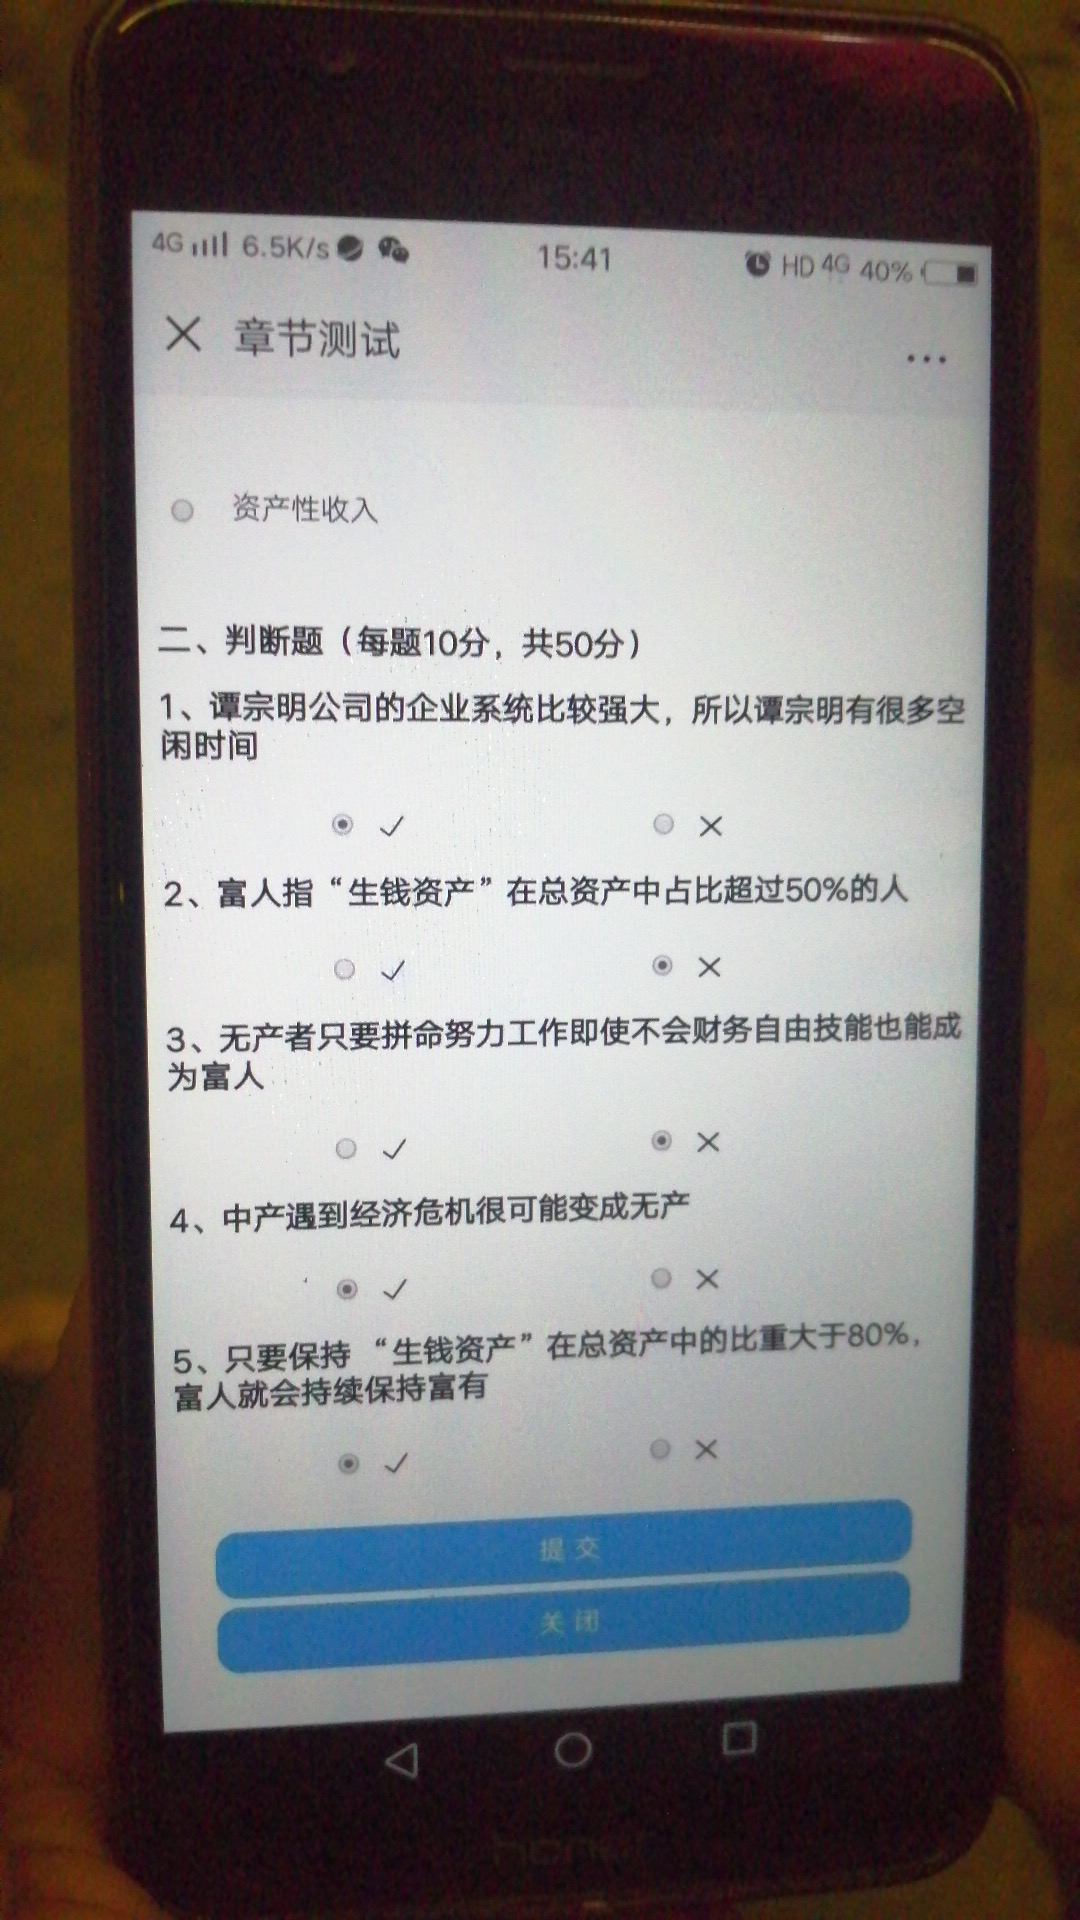 4G 6.5K/s 15:41 HD 4G 40%
章节测试
资产性收入
二、判断题（每题10分，共50分）
1、谭宗明公司的企业系统比较强大，所以谭宗明有很多空
闲时间
2、富人指“生钱资产”在总资产中占比超过50%的人
3、无产者只要拼命努力工作即使不会财务自由技能也能成
为富人
4、中产遇到经济危机很可能变成无产
5、只要保持 “生钱资产”在总资产中的比重大于80%，
富人就会持续保持富有
提 交
关 闭